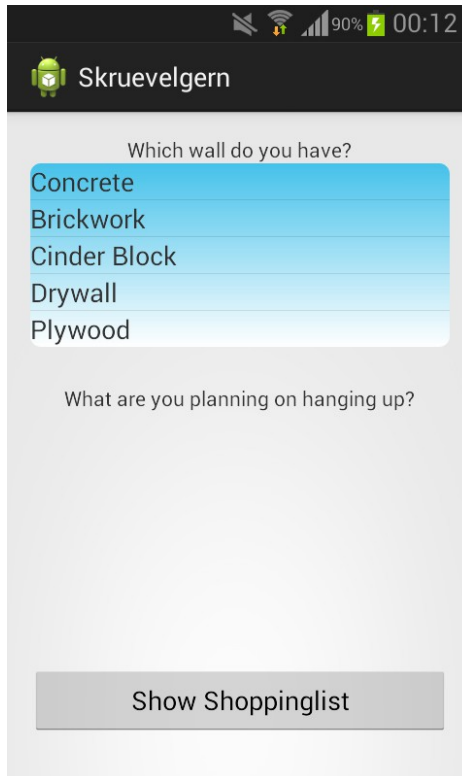 90% 00:12
Skruevelgern
Which wall do you have?
Concrete
Brickwork
Cinder Block
Drywall
Plywood
What are you planning on hanging up?
Show Shoppinglist